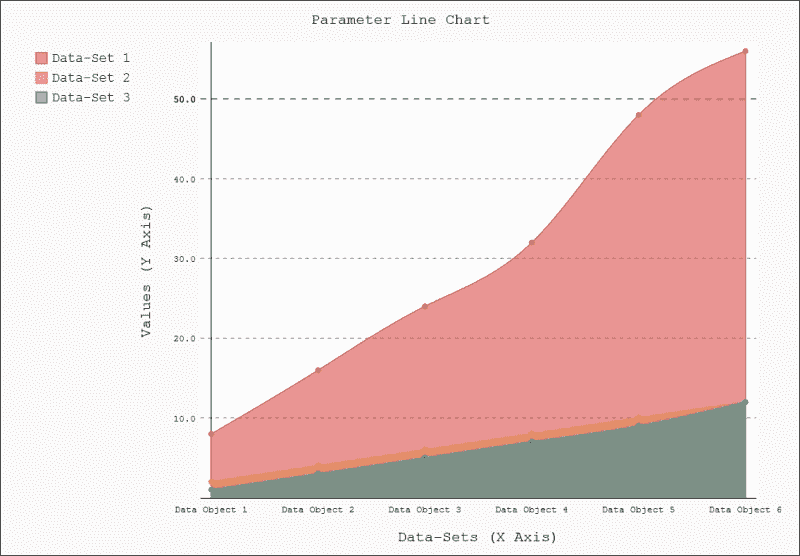 Parameter Line Chart
Data-Set 1
Data-Set 2
Data-Set 3
50.0
40.0
30.0
20.0
10.0
Values (Y Axis)
Data Object 1
Data Object 2
Data Object 3
Data Object 4
Data Object 5
Data Object 6
Data-Sets (X Axis)